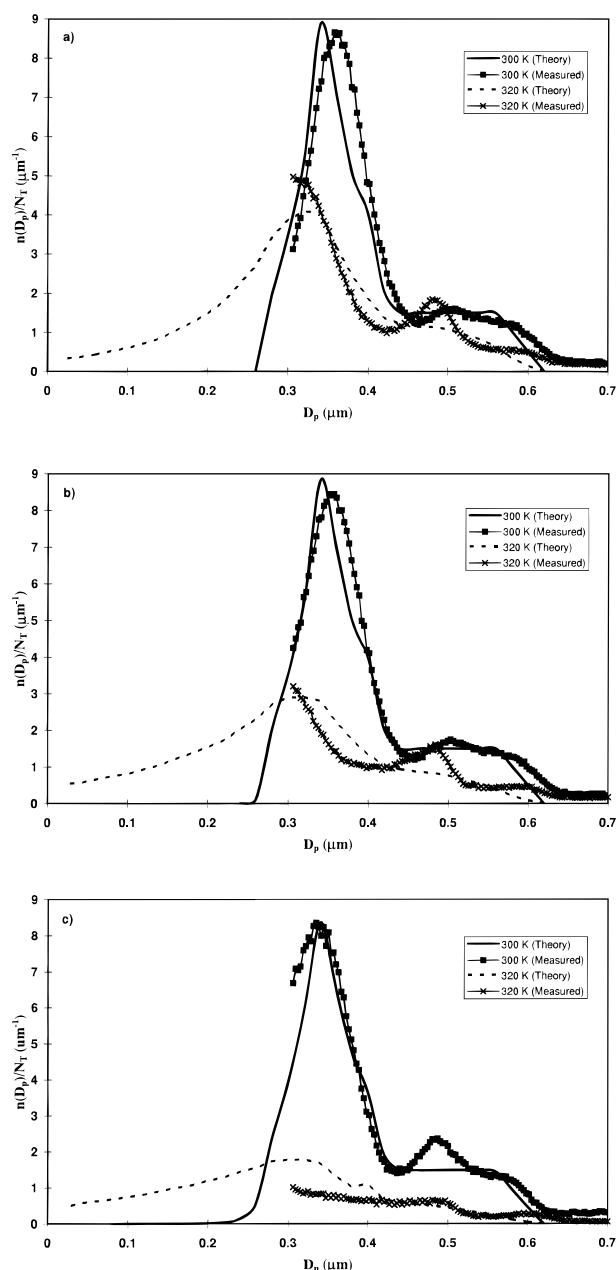 a)
9
8
7
6
5
4
3
2
1
0
n(Dp)/NT (µm-1)
300 K (Theory)
300 K (Measured)
320 K (Theory)
320 K (Measured)
0 0.1 0.2 0.3 0.4 0.5 0.6 0.7
Dp (µm)
b)
9
8
7
6
5
4
3
2
1
0
n(Dp)/NT (µm-1)
300 K (Theory)
300 K (Measured)
320 K (Theory)
320 K (Measured)
0 0.1 0.2 0.3 0.4 0.5 0.6 0.7
Dp (µm)
c)
9
8
7
6
5
4
3
2
1
0
n(Dp)/NT (um-1)
300 K (Theory)
300 K (Measured)
320 K (Theory)
320 K (Measured)
0 0.1 0.2 0.3 0.4 0.5 0.6 0.7
Dp (µm)